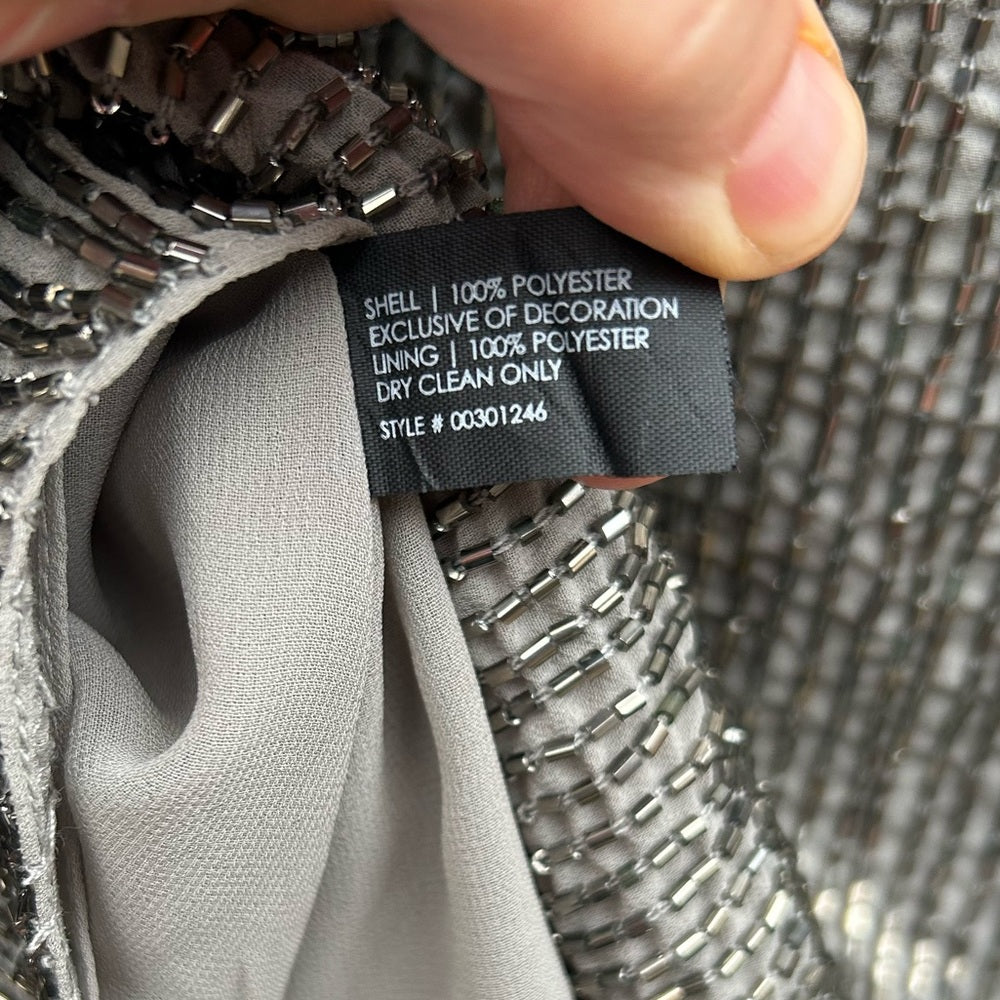 SHELL | 100% POLYESTER
EXCLUSIVE OF DECORATION
LINING | 100% POLYESTER
DRY CLEAN ONLY
STYLE # 00301246